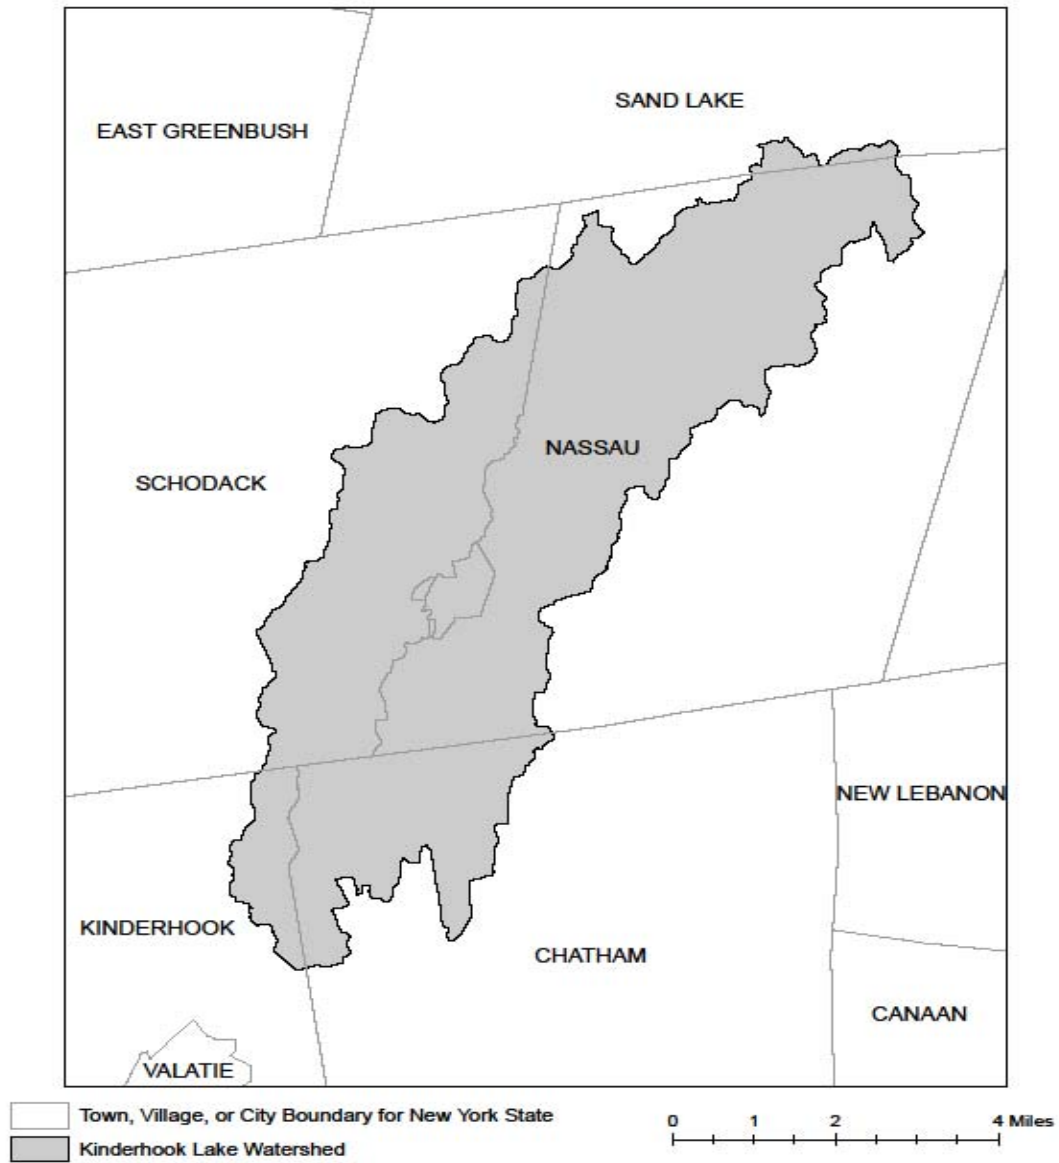 SAND LAKE
EAST GREENBUSH
NASSAU
SCHODACK
NEW LEBANON
KINDERHOOK
CHATHAM
CANAAN
VALATIE
Town, Village, or City Boundary for New York State
Kinderhook Lake Watershed
0 1 2 4 Miles